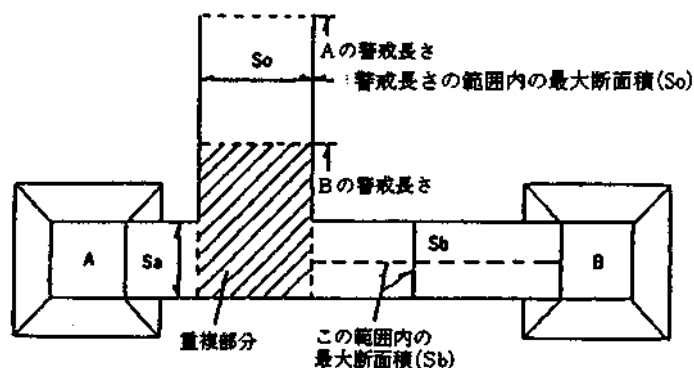 Aの警戒長さ
So
警戒長さの範囲内の最大断面積(So)
Bの警戒長さ
A
Sa
Sb
B
重複部分
この範囲内の
最大断面積(Sb)